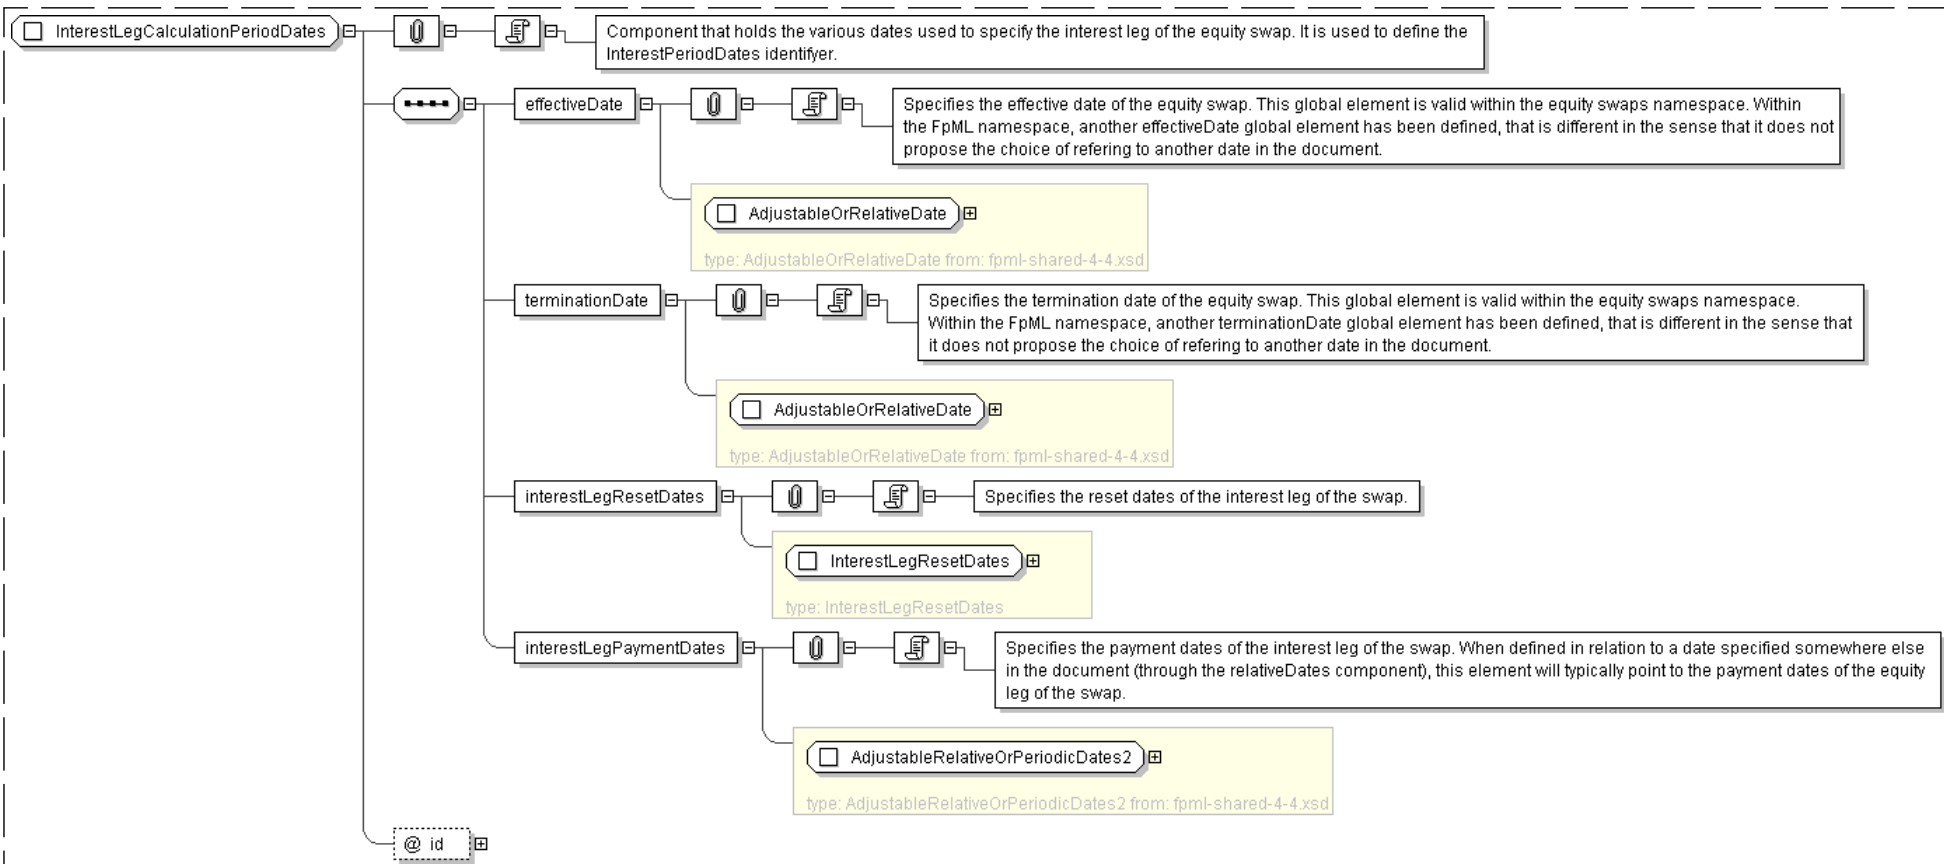 InterestLegCalculationPeriodDates
Component that holds the various dates used to specify the interest leg of the equity swap. It is used to define the
InterestPeriodDates identifyer.
effectiveDate
Specifies the effective date of the equity swap. This global element is valid within the equity swaps namespace. Within
the FpML namespace, another effectiveDate global element has been defined, that is different in the sense that it does not
propose the choice of refering to another date in the document.
AdjustableOrRelativeDate
type: AdjustableOrRelativeDate from: fpml-shared-4-4.xsd
terminationDate
Specifies the termination date of the equity swap. This global element is valid within the equity swaps namespace.
Within the FpML namespace, another terminationDate global element has been defined, that is different in the sense that
it does not propose the choice of refering to another date in the document.
AdjustableOrRelativeDate
type: AdjustableOrRelativeDate from: fpml-shared-4-4.xsd
interestLegResetDates
Specifies the reset dates of the interest leg of the swap.
InterestLegResetDates
type: InterestLegResetDates
interestLegPaymentDates
Specifies the payment dates of the interest leg of the swap. When defined in relation to a date specified somewhere else
in the document (through the relativeDates component), this element will typically point to the payment dates of the equity
leg of the swap.
AdjustableRelativeOrPeriodicDates2
type: AdjustableRelativeOrPeriodicDates2 from: fpml-shared-4-4.xsd
@ id